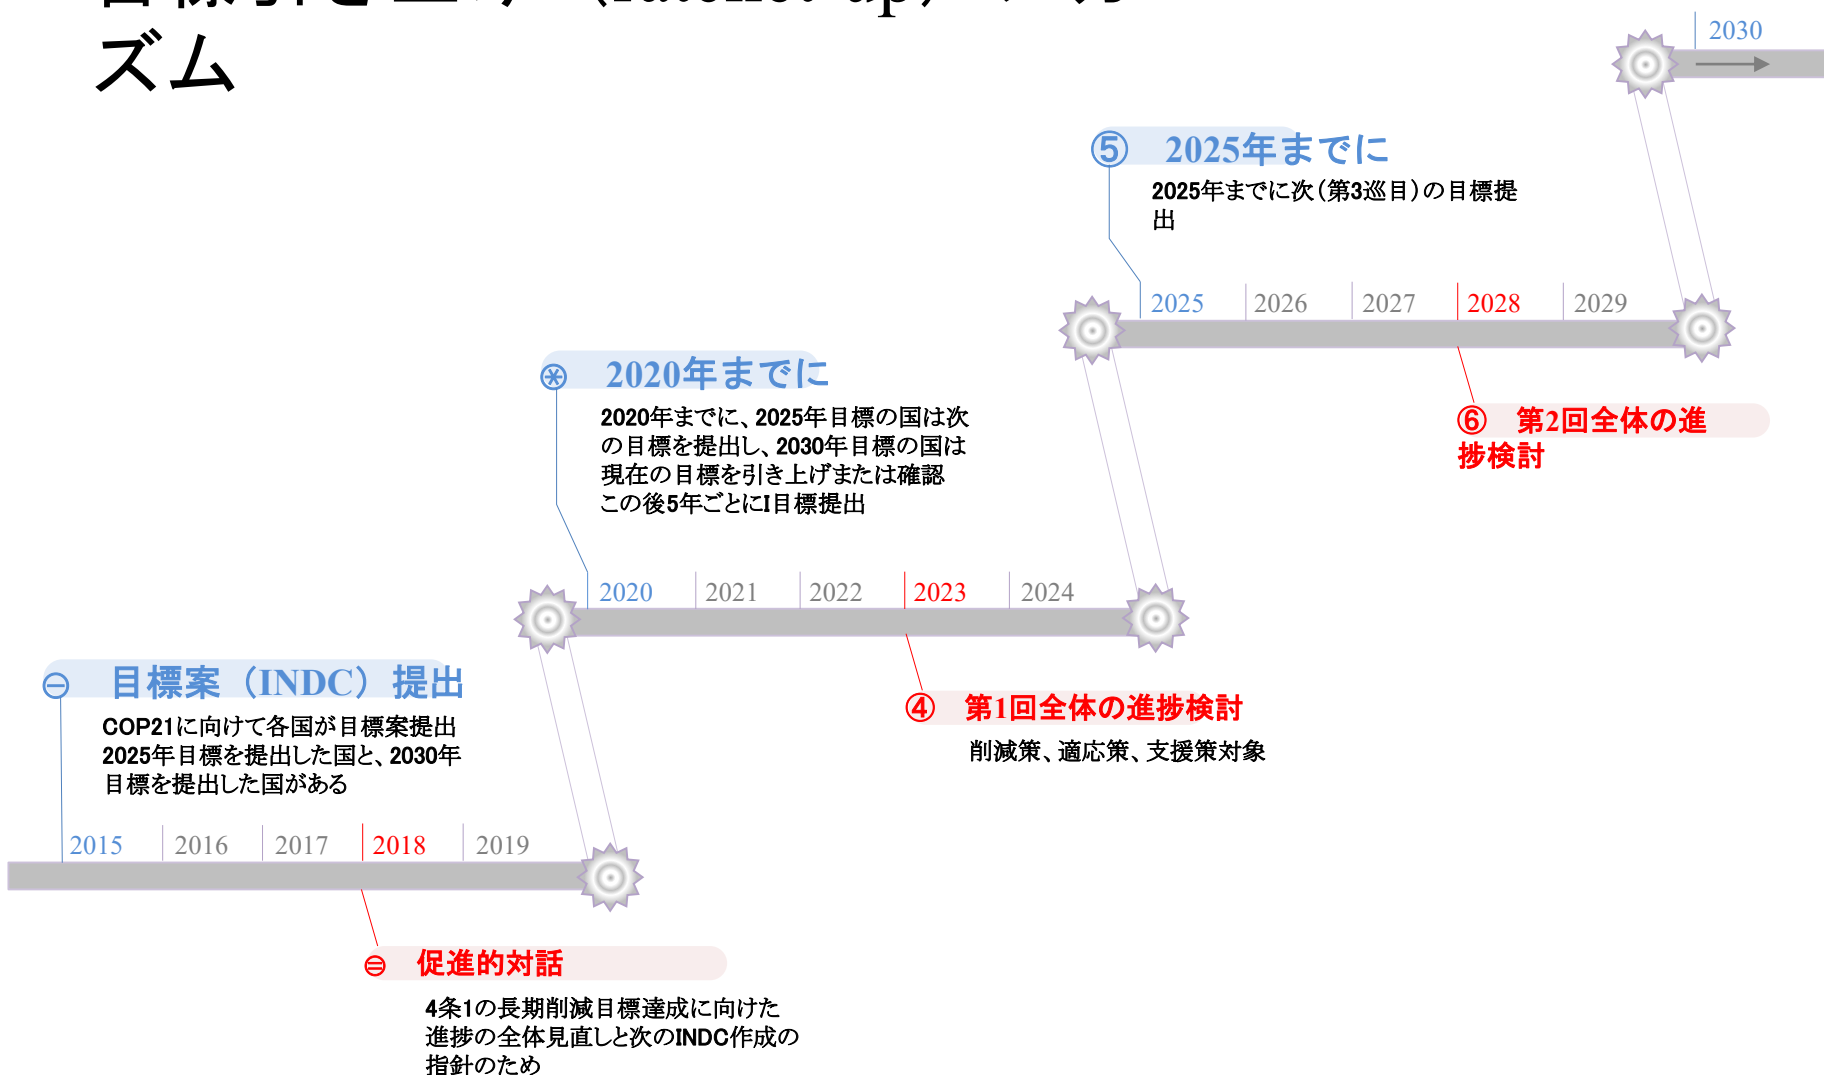 目標引き上げ（ratchet up）メカ
ズム
2030
⑤ 2025年までに
2025年までに次（第3巡目）の目標提
出
2025 2026 2027 2028 2029
⊛ 2020年までに
2020年までに、2025年目標の国は次
の目標を提出し、2030年目標の国は
現在の目標を引き上げまたは確認
この後5年ごとにI目標提出
⑥ 第2回全体の進
捗検討
2020 2021 2022 2023 2024
⊖ 目標案（INDC）提出
COP21に向けて各国が目標案提出
2025年目標を提出した国と、2030年
目標を提出した国がある
④ 第1回全体の進捗検討
削減策、適応策、支援策対象
2015 2016 2017 2018 2019
⊜ 促進的対話
4条1の長期削減目標達成に向けた
進捗の全体見直しと次のINDC作成の
指針のため